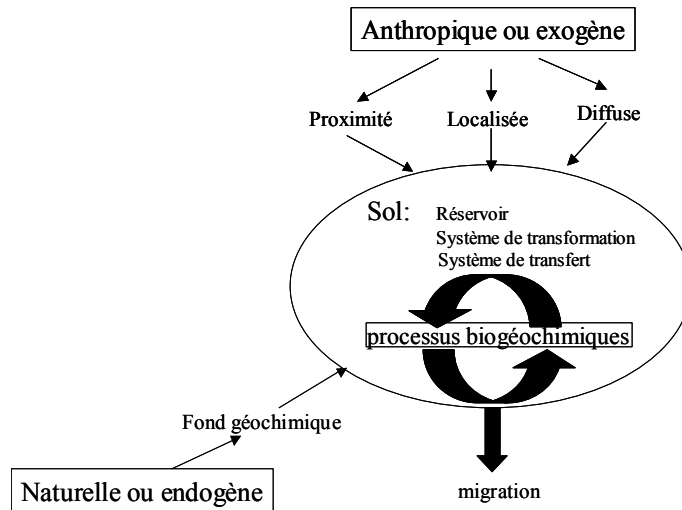 Anthropique ou exogène
Proximité
Localisée
Diffuse
Sol: Réservoir
Système de transformation
Système de transfert
processus biogéochimiques
Fond géochimique
Naturelle ou endogène
migration